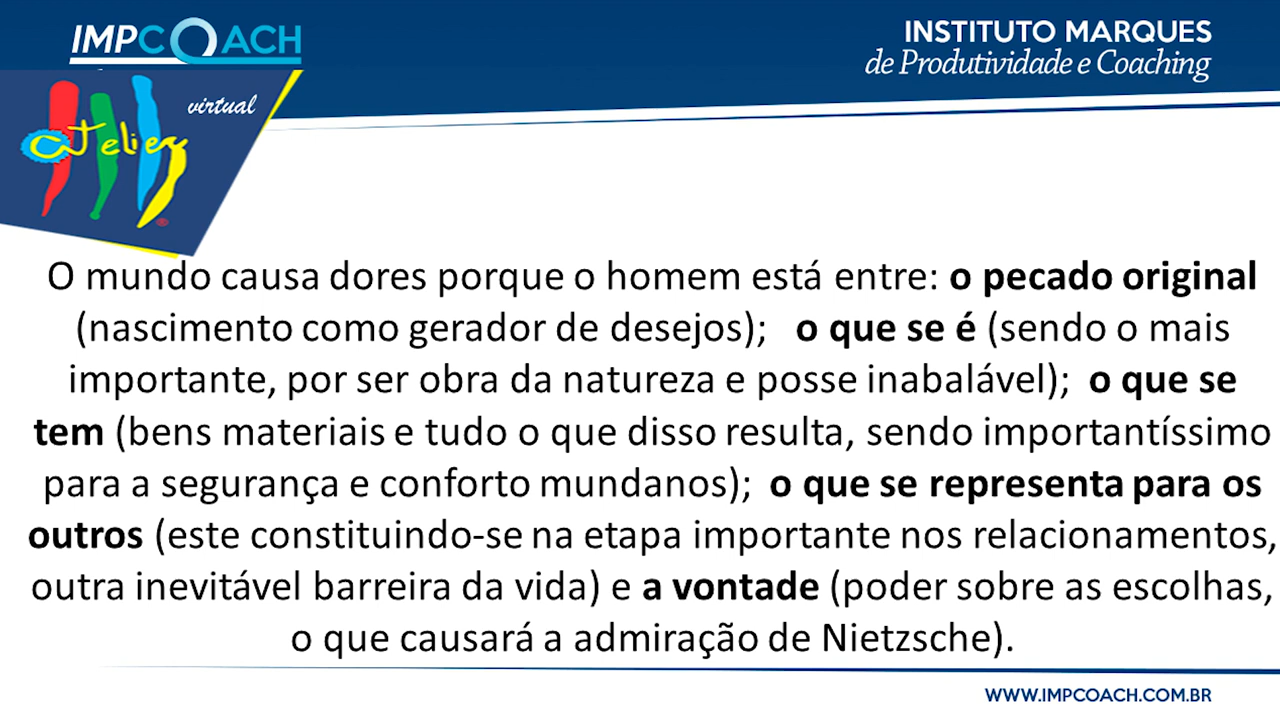 IMPCOACH
INSTITUTO MARQUES
de Produtividade e Coaching
virtual
atelier
®
O mundo causa dores porque o homem está entre: o pecado original
(nascimento como gerador de desejos); o que se é (sendo o mais
importante, por ser obra da natureza e posse inabalável); o que se
tem (bens materiais e tudo o que disso resulta, sendo importantíssimo
para a segurança e conforto mundanos); o que se representa para os
outros (este constituindo-se na etapa importante nos relacionamentos,
outra inevitável barreira da vida) e a vontade (poder sobre as escolhas,
o que causará a admiração de Nietzsche).
WWW.IMPCOACH.COM.BR